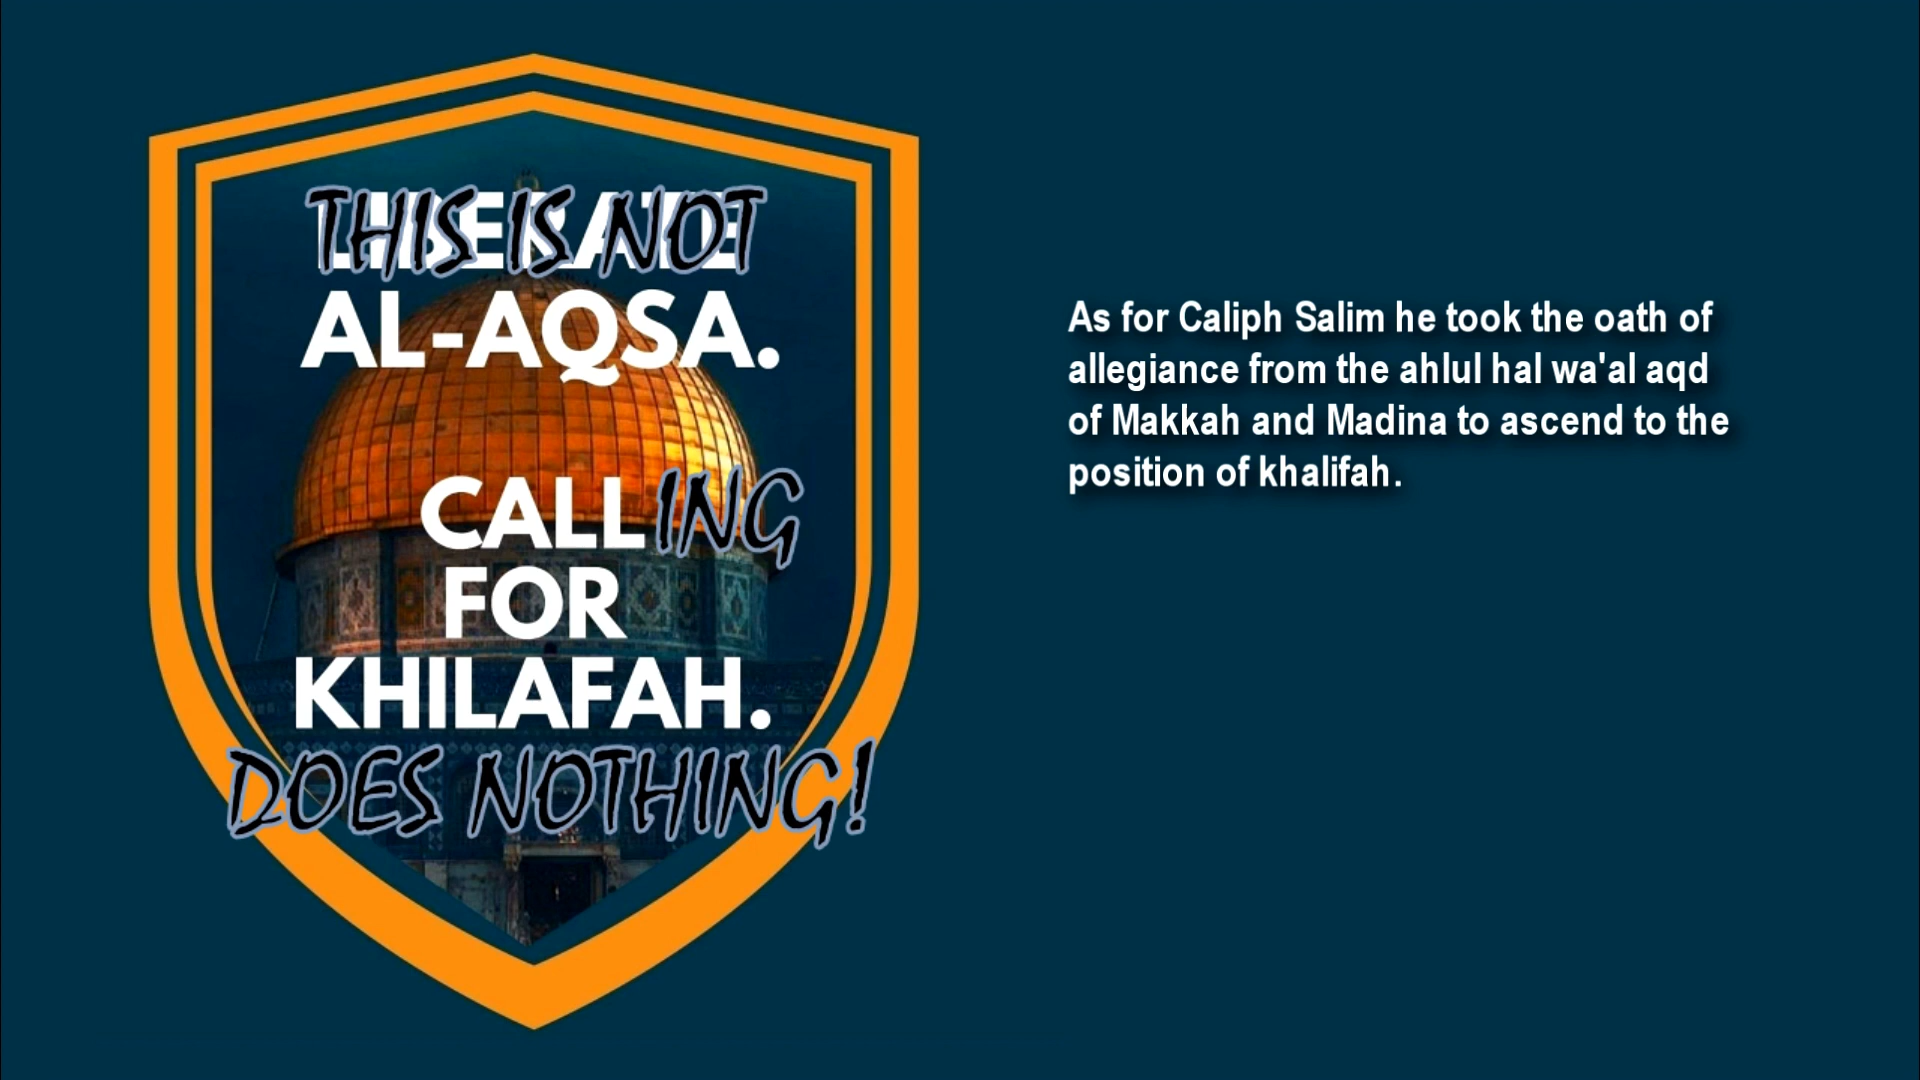 THIS IS NOT
LIBERATE
AL-AQSA.
CALLING
FOR
KHILAFAH.
DOES NOTHING!
As for Caliph Salim he took the oath of
allegiance from the ahlul hal wa'al aqd
of Makkah and Madina to ascend to the
position of khalifah.